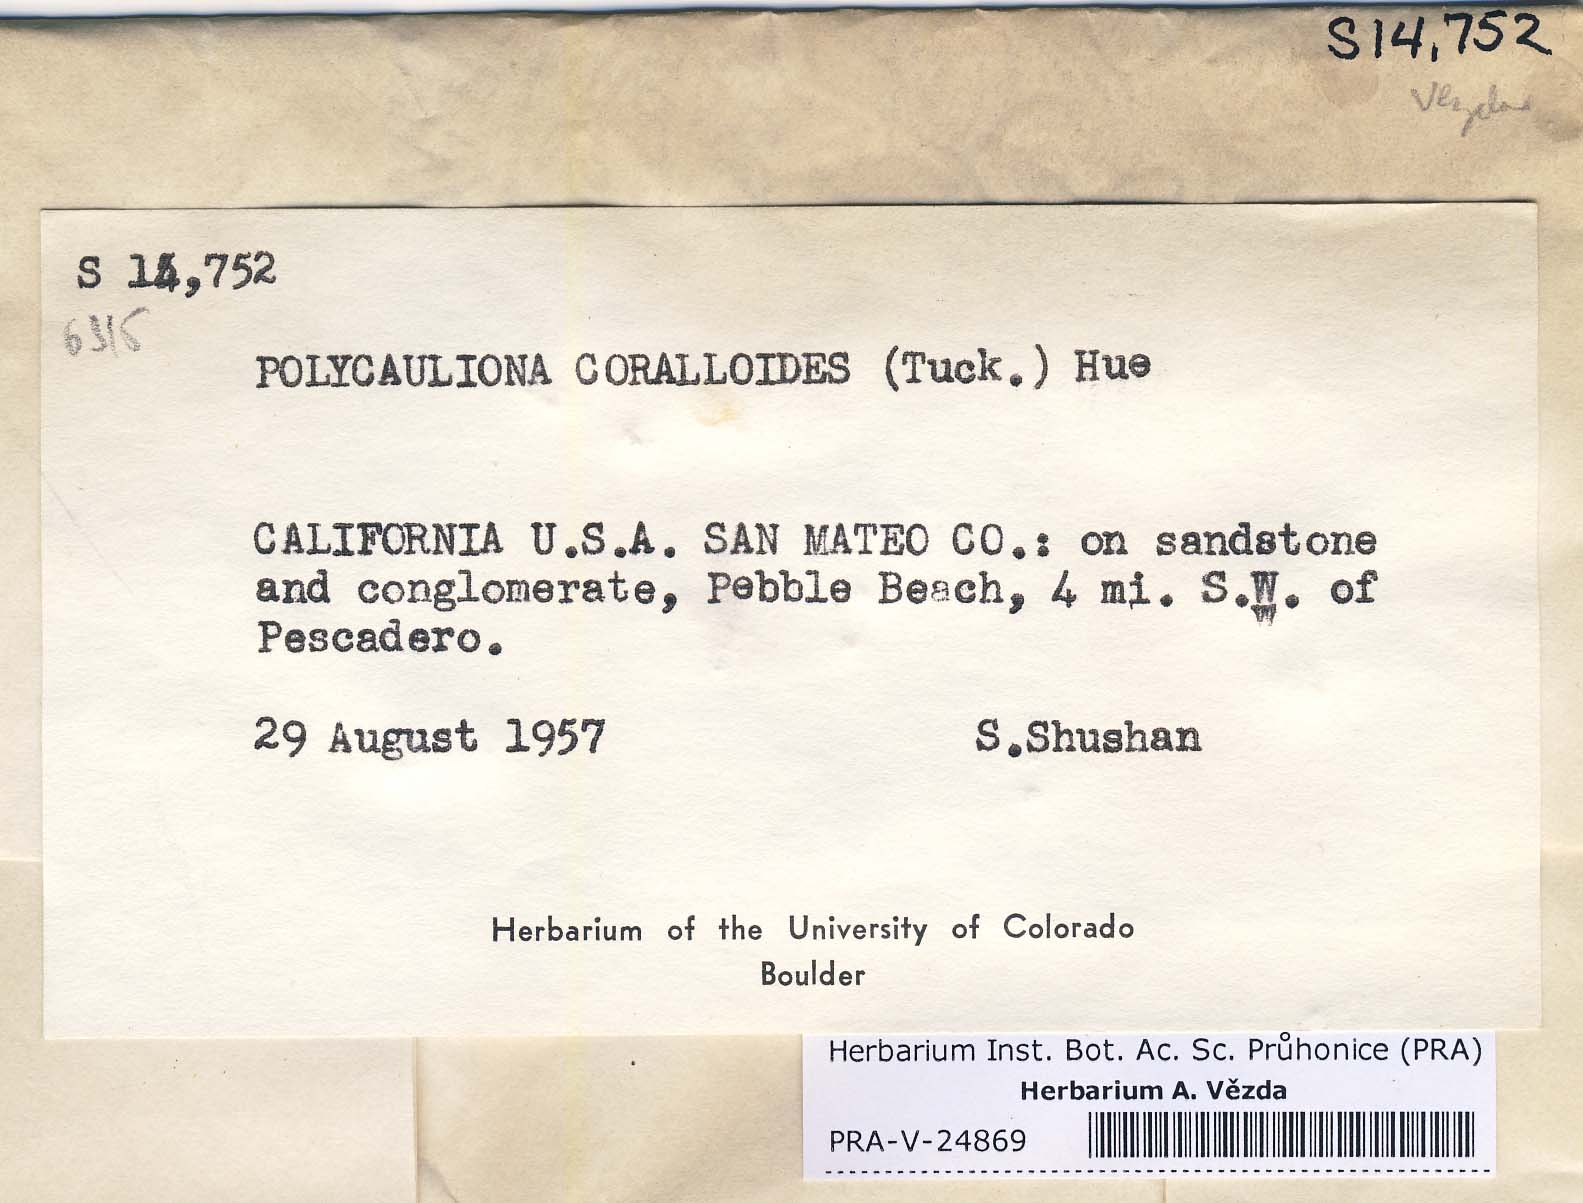 S14,752
Vězda
S 14,752
POLYCAULIONA CORALLOIDES (Tuck.) Hue
CALIFORNIA U.S.A. SAN MATEO CO.: on sandstone
and conglomerate, Pebble Beach, 4 mi. S.W. of
Pescadero.
29 August 1957 S.Shushan
Herbarium of the University of Colorado
Boulder
Herbarium Inst. Bot. Ac. Sc. Průhonice (PRA)
Herbarium A. Vězda
PRA-V-24869